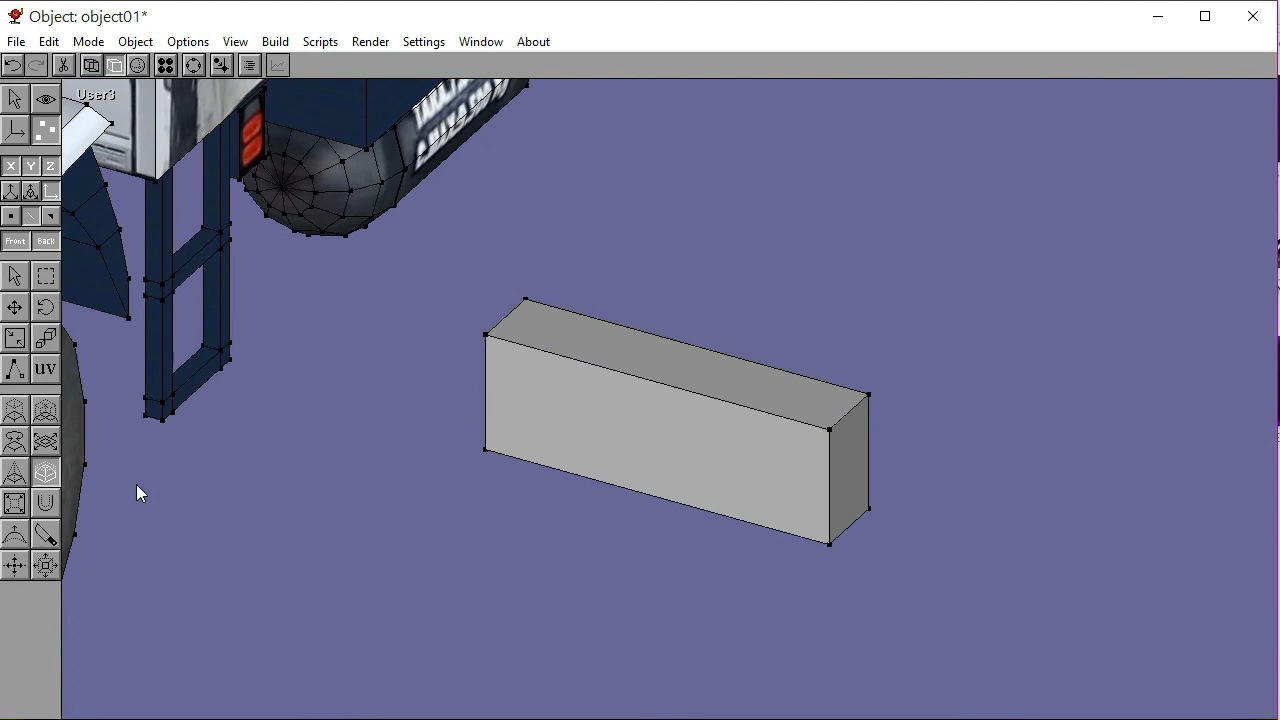 Object: object01*
File Edit Mode Object Options View Build Scripts Render Settings Window About
User3
X Y Z
Front Back
uv